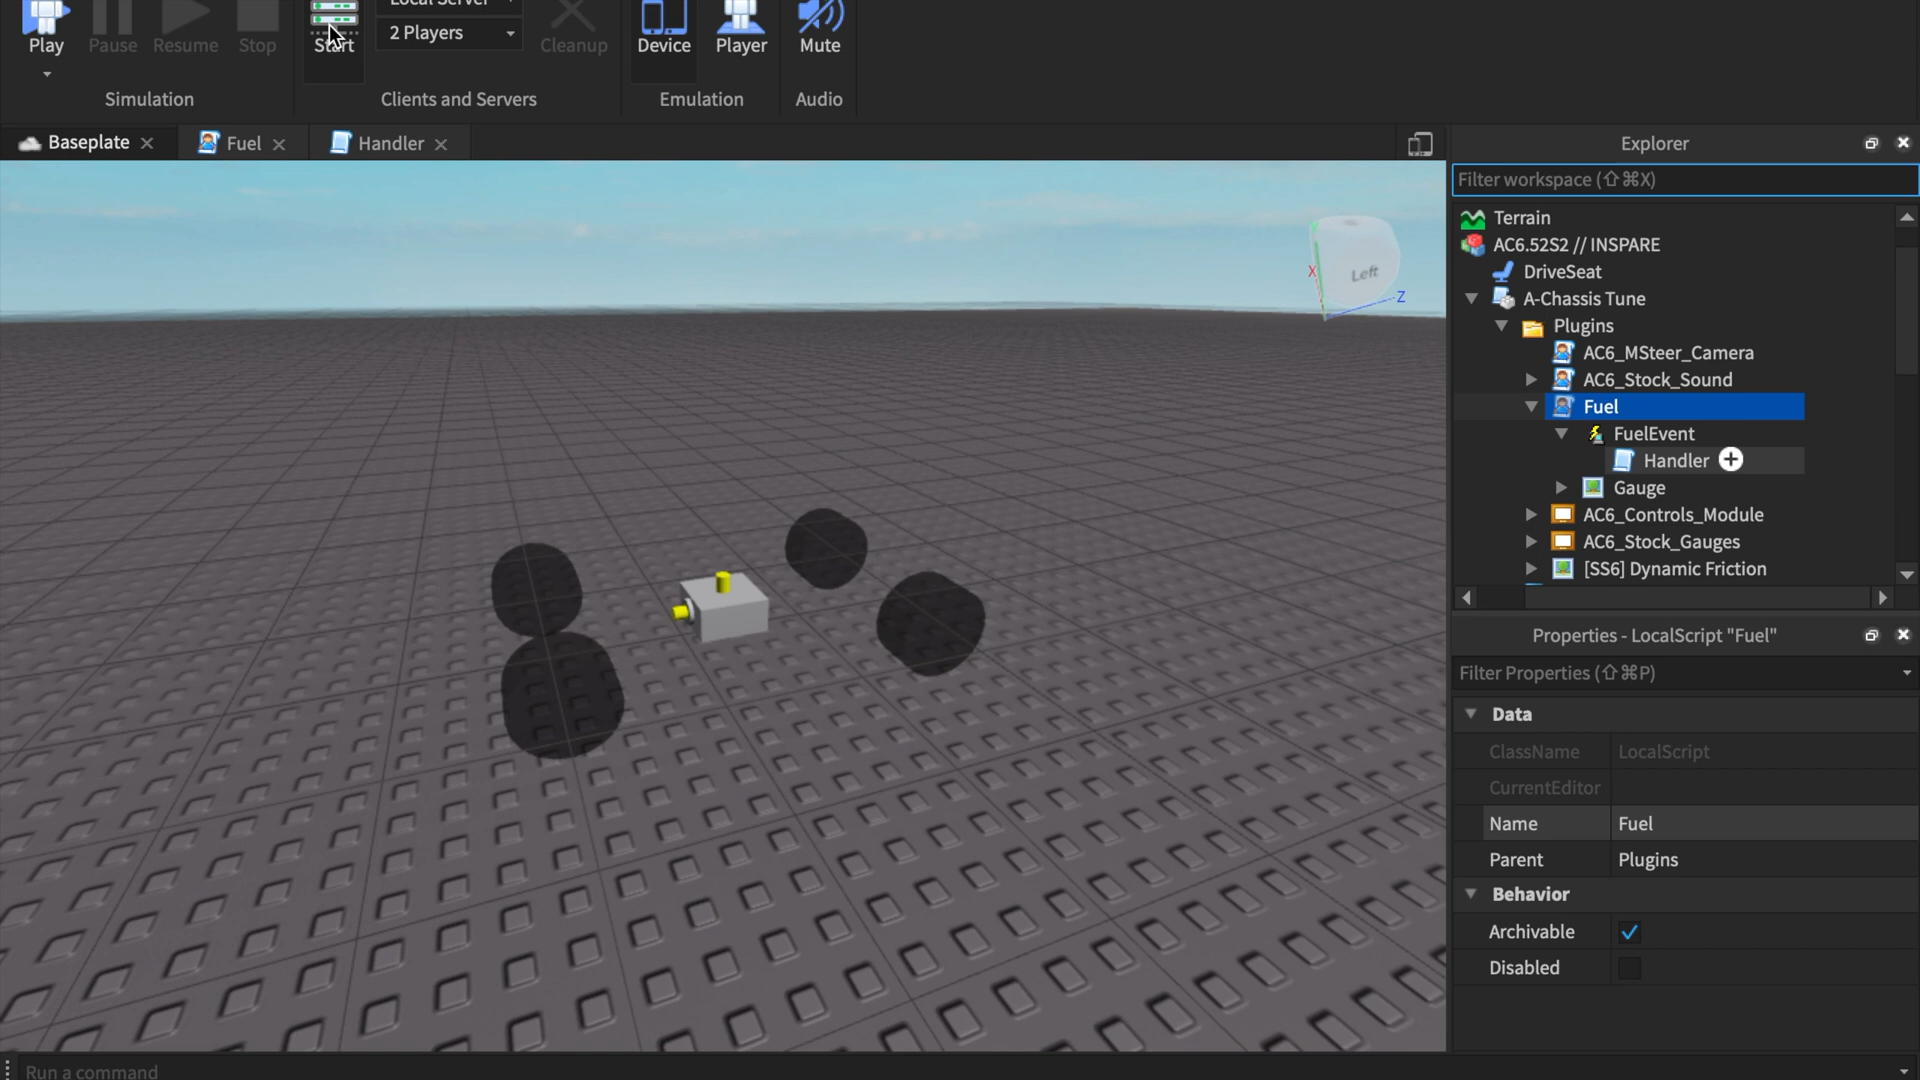 Local Server
2 Players
Play
Pause
Resume
Stop
Start
Cleanup
Device
Player
Mute
Simulation
Clients and Servers
Emulation
Audio
Baseplate
Fuel
Handler
Explorer
Filter workspace (⇧⌘X)
Terrain
AC6.52S2 // INSPARE
DriveSeat
A-Chassis Tune
Plugins
AC6_MSteer_Camera
AC6_Stock_Sound
Fuel
FuelEvent
Handler
Gauge
AC6_Controls_Module
AC6_Stock_Gauges
[SS6] Dynamic Friction
X
Left
Z
Properties - LocalScript "Fuel"
Filter Properties (⇧⌘P)
Data
ClassName LocalScript
CurrentEditor
Name Fuel
Parent Plugins
Behavior
Archivable
Disabled
Run a command